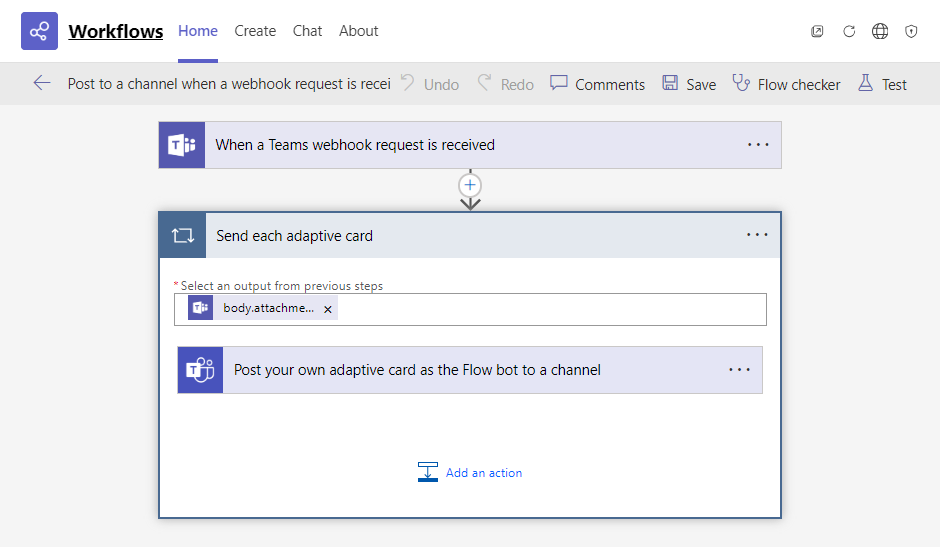 Workflows Home Create Chat About
Post to a channel when a webhook request is recei Undo Redo Comments Save Flow checker Test
When a Teams webhook request is received
Send each adaptive card
* Select an output from previous steps
body.attachme... x
Post your own adaptive card as the Flow bot to a channel
Add an action